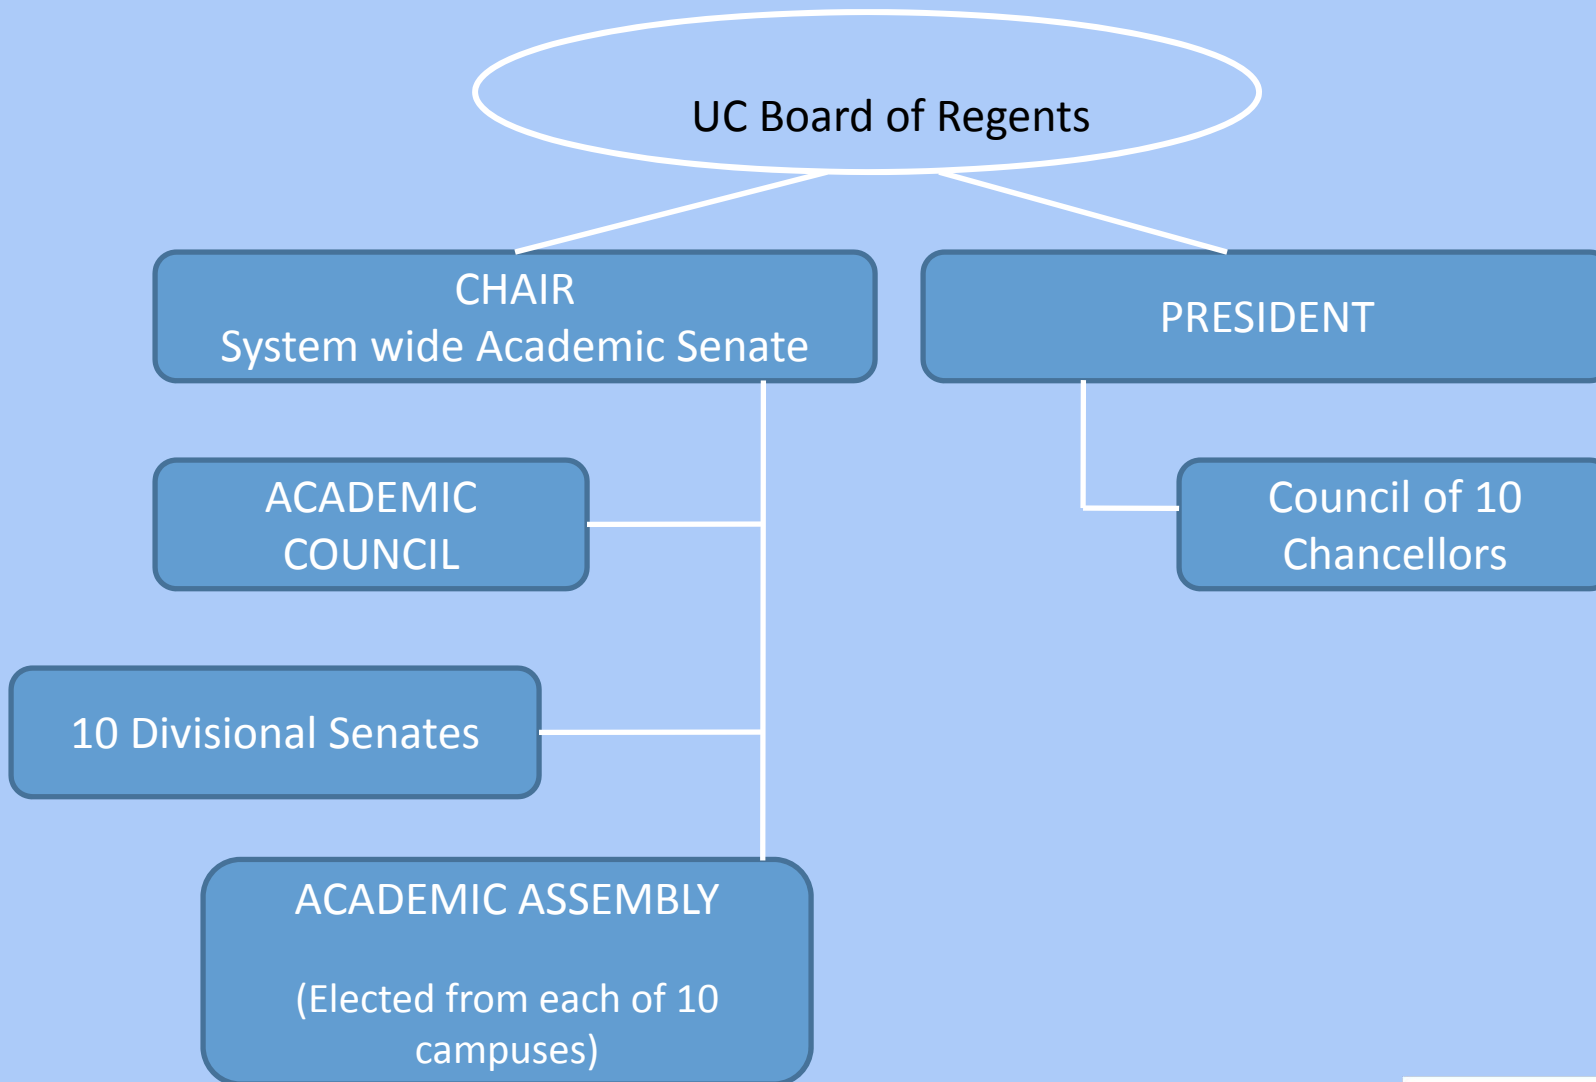 UC Board of Regents
CHAIR
System wide Academic Senate
PRESIDENT
ACADEMIC
COUNCIL
Council of 10
Chancellors
10 Divisional Senates
ACADEMIC ASSEMBLY
(Elected from each of 10
campuses)